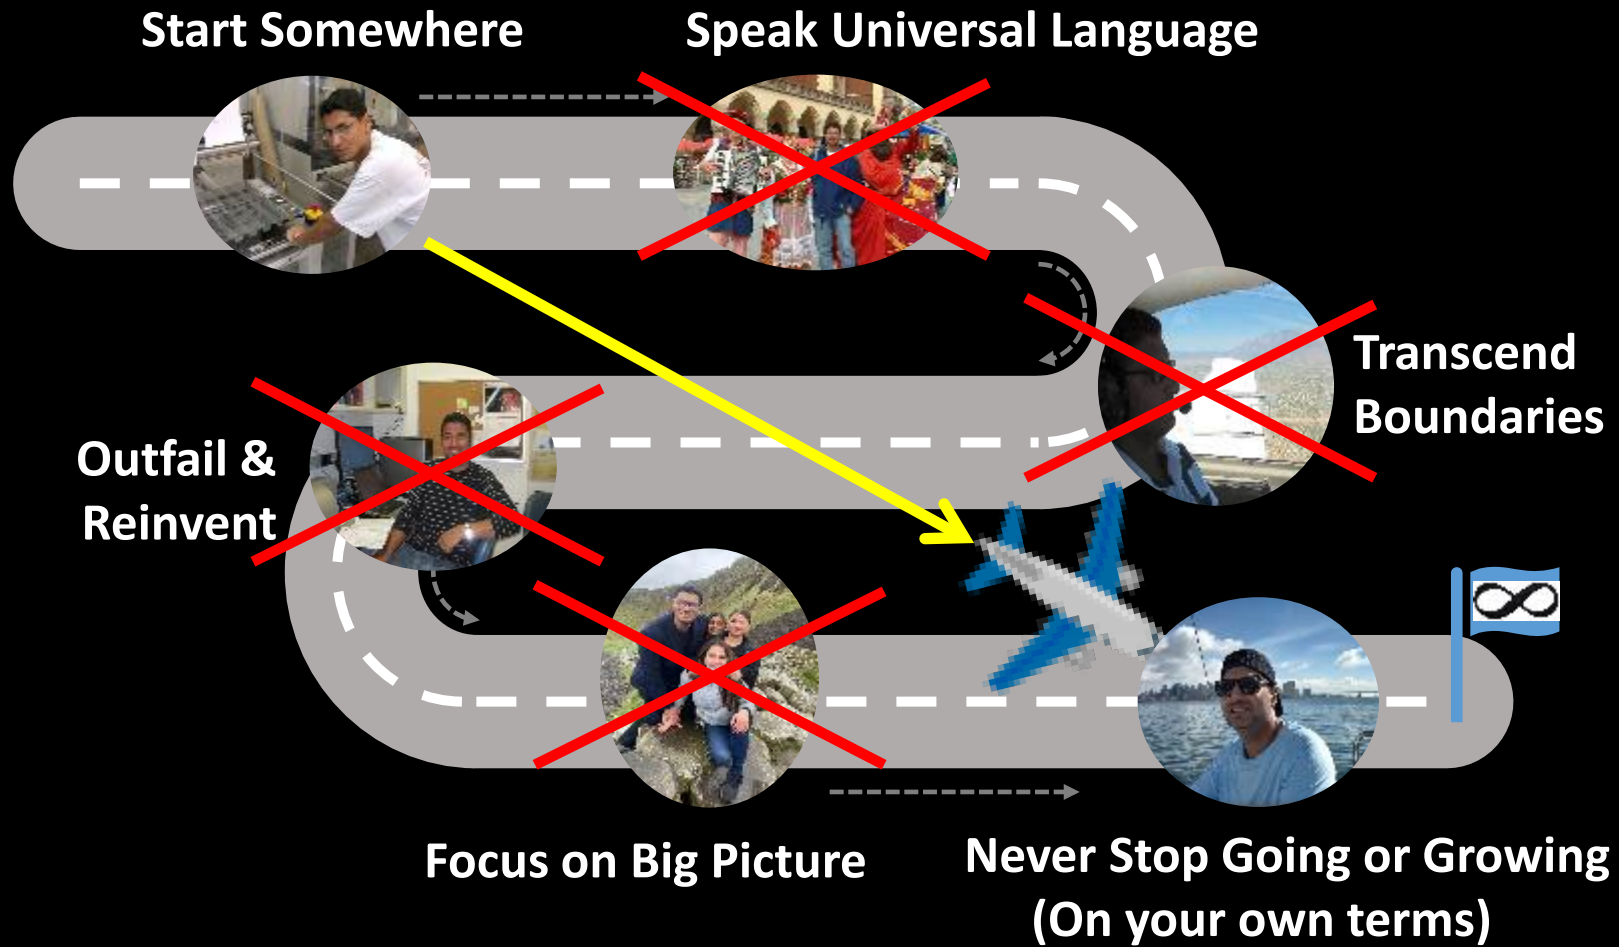 Start Somewhere
Speak Universal Language
Transcend
Boundaries
Outfail &
Reinvent
Focus on Big Picture
Never Stop Going or Growing
(On your own terms)